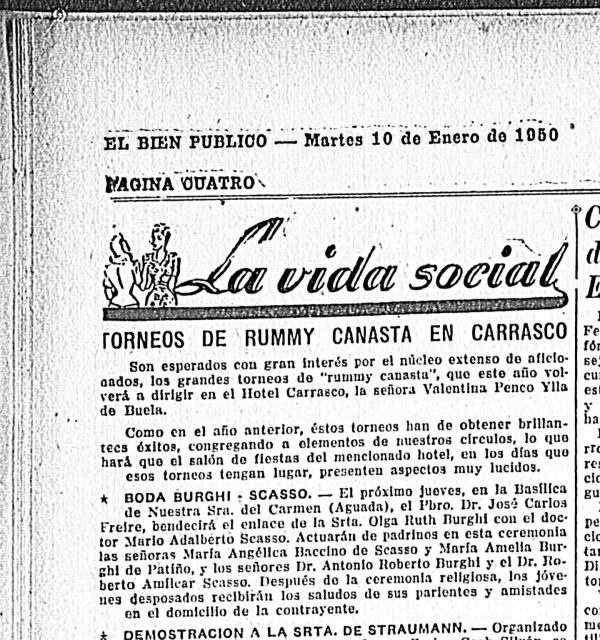 EL BIEN PUBLICO — Martes 10 de Enero de 1950
PAGINA CUATRO
La vida social
TORNEOS DE RUMMY CANASTA EN CARRASCO
Son esperados con gran interés por el núcleo extenso de aficio-
nados, los grandes torneos de "rummy canasta", que este año vol-
verá a dirigir en el Hotel Carrasco, la señora Valentina Penco Ylla
de Buela.
Como en el año anterior, éstos torneos han de obtener brillan-
tecs éxitos, congregando a elementos de nuestros círculos, lo que
hará que el salón de fiestas del mencionado hotel, en los días que
esos torneos tengan lugar, presenten aspectos muy lucidos.
★ BODA BURGHI - SCASSO. — El próximo jueves, en la Basílica
de Nuestra Sra. del Carmen (Aguada), el Pbro. Dr. José Carlos
Freire, bendecirá el enlace de la Srta. Olga Ruth Burghi con el doc-
tor Mario Adalberto Scasso. Actuarán de padrinos en esta ceremonia
las señoras María Angélica Baccino de Scasso y María Amelia Bur-
ghi de Patiño, y los señores Dr. Antonio Roberto Burghi y el Dr. Ro-
berto Amílcar Scasso. Después de la ceremonia religiosa, los jóve-
nes desposados recibirán los saludos de sus parientes y amistades
en el domicilio de la contrayente.
★ DEMOSTRACION A LA SRTA. DE STRAUMANN. — Organizado